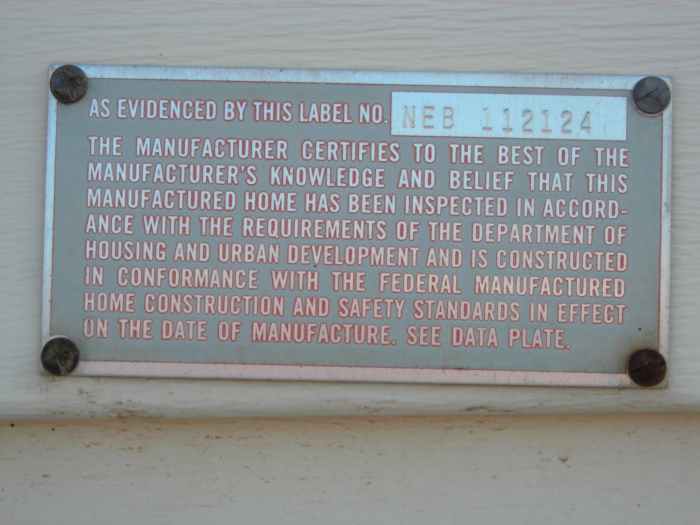 AS EVIDENCED BY THIS LABEL NO. NEB 112124
THE MANUFACTURER CERTIFIES TO THE BEST OF THE
MANUFACTURER'S KNOWLEDGE AND BELIEF THAT THIS
MANUFACTURED HOME HAS BEEN INSPECTED IN ACCORD-
ANCE WITH THE REQUIREMENTS OF THE DEPARTMENT OF
HOUSING AND URBAN DEVELOPMENT AND IS CONSTRUCTED
IN CONFORMANCE WITH THE FEDERAL MANUFACTURED
HOME CONSTRUCTION AND SAFETY STANDARDS IN EFFECT
ON THE DATE OF MANUFACTURE. SEE DATA PLATE.